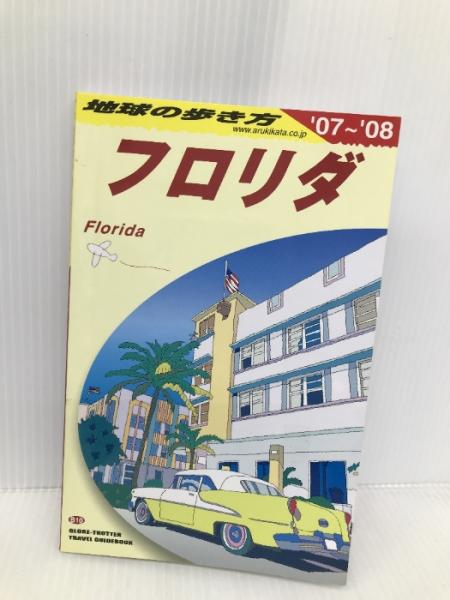 地球の歩き方
www.arukikata.co.jp
'07~'08
フロリダ
Florida
B10
GLOBE-TROTTER
TRAVEL GUIDEBOOK